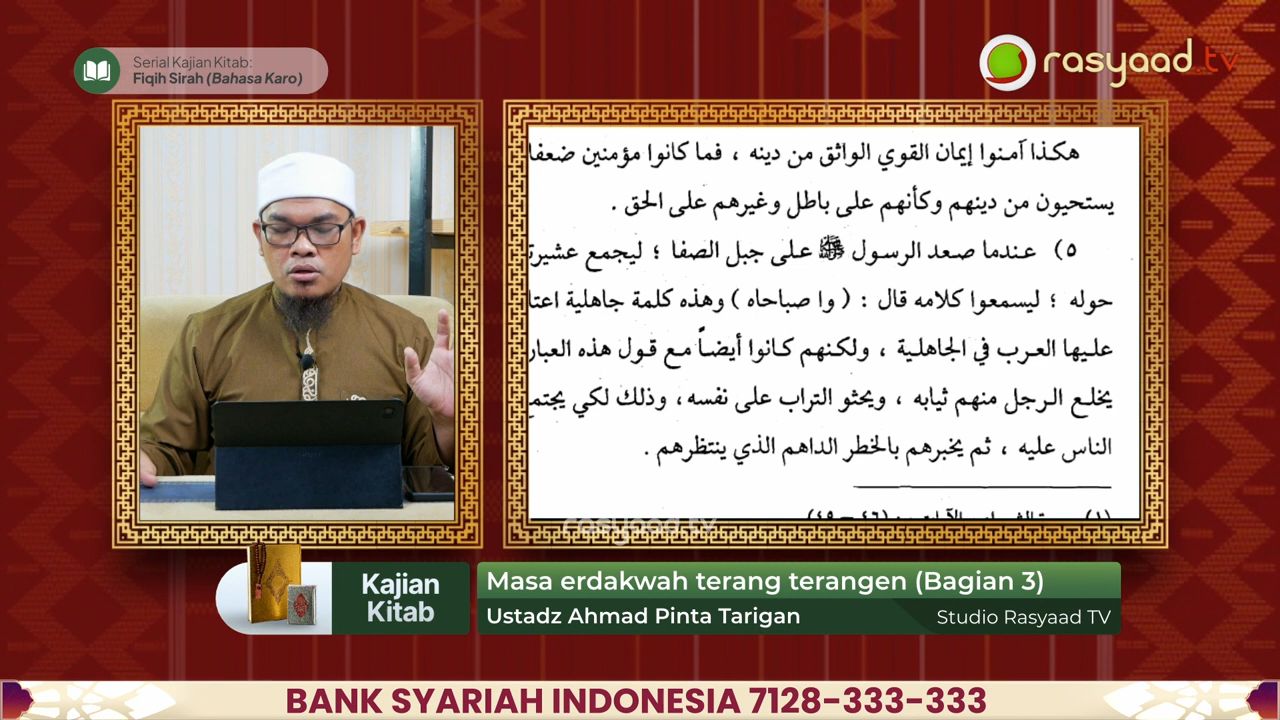 Serial Kajian Kitab:
Fiqih Sirah (Bahasa Karo)
rasyaad tv
هكذا آمنوا إيمان القوي الواثق من دينه ، فما كانوا مؤمنين ضعفا
يستحيون من دينهم وكأنهم على باطل وغيرهم على الحق .
٥) عندما صعد الرسول ﷺ على جبل الصفا ؛ ليجمع عشيرت
حوله ؛ ليسمعوا كلامه قال : ( وا صباحاه ) وهذه كلمة جاهلية اعتا
عليها العرب في الجاهلية ، ولكنهم كانوا أيضاً مع قول هذه العبار
يخلع الرجل منهم ثيابه ، ويحثو التراب على نفسه، وذلك لكي يجتمع
الناس عليه ، ثم يخبرهم بالخطر الداهم الذي ينتظرهم .
rasyaad tv
Kajian
Kitab
Masa erdakwah terang terangen (Bagian 3)
Ustadz Ahmad Pinta Tarigan
Studio Rasyaad TV
BANK SYARIAH INDONESIA 7128-333-333